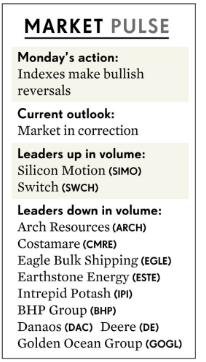 MARKET PULSE
Monday's action:
Indexes make bullish
reversals
Current outlook:
Market in correction
Leaders up in volume:
Silicon Motion (SIMO)
Switch (SWCH)
Leaders down in volume:
Arch Resources (ARCH)
Costamare (CMRE)
Eagle Bulk Shipping (EGLE)
Earthstone Energy (ESTE)
Intrepid Potash (IPI)
BHP Group (BHP)
Danaos (DAC) Deere (DE)
Golden Ocean Group (GOGL)